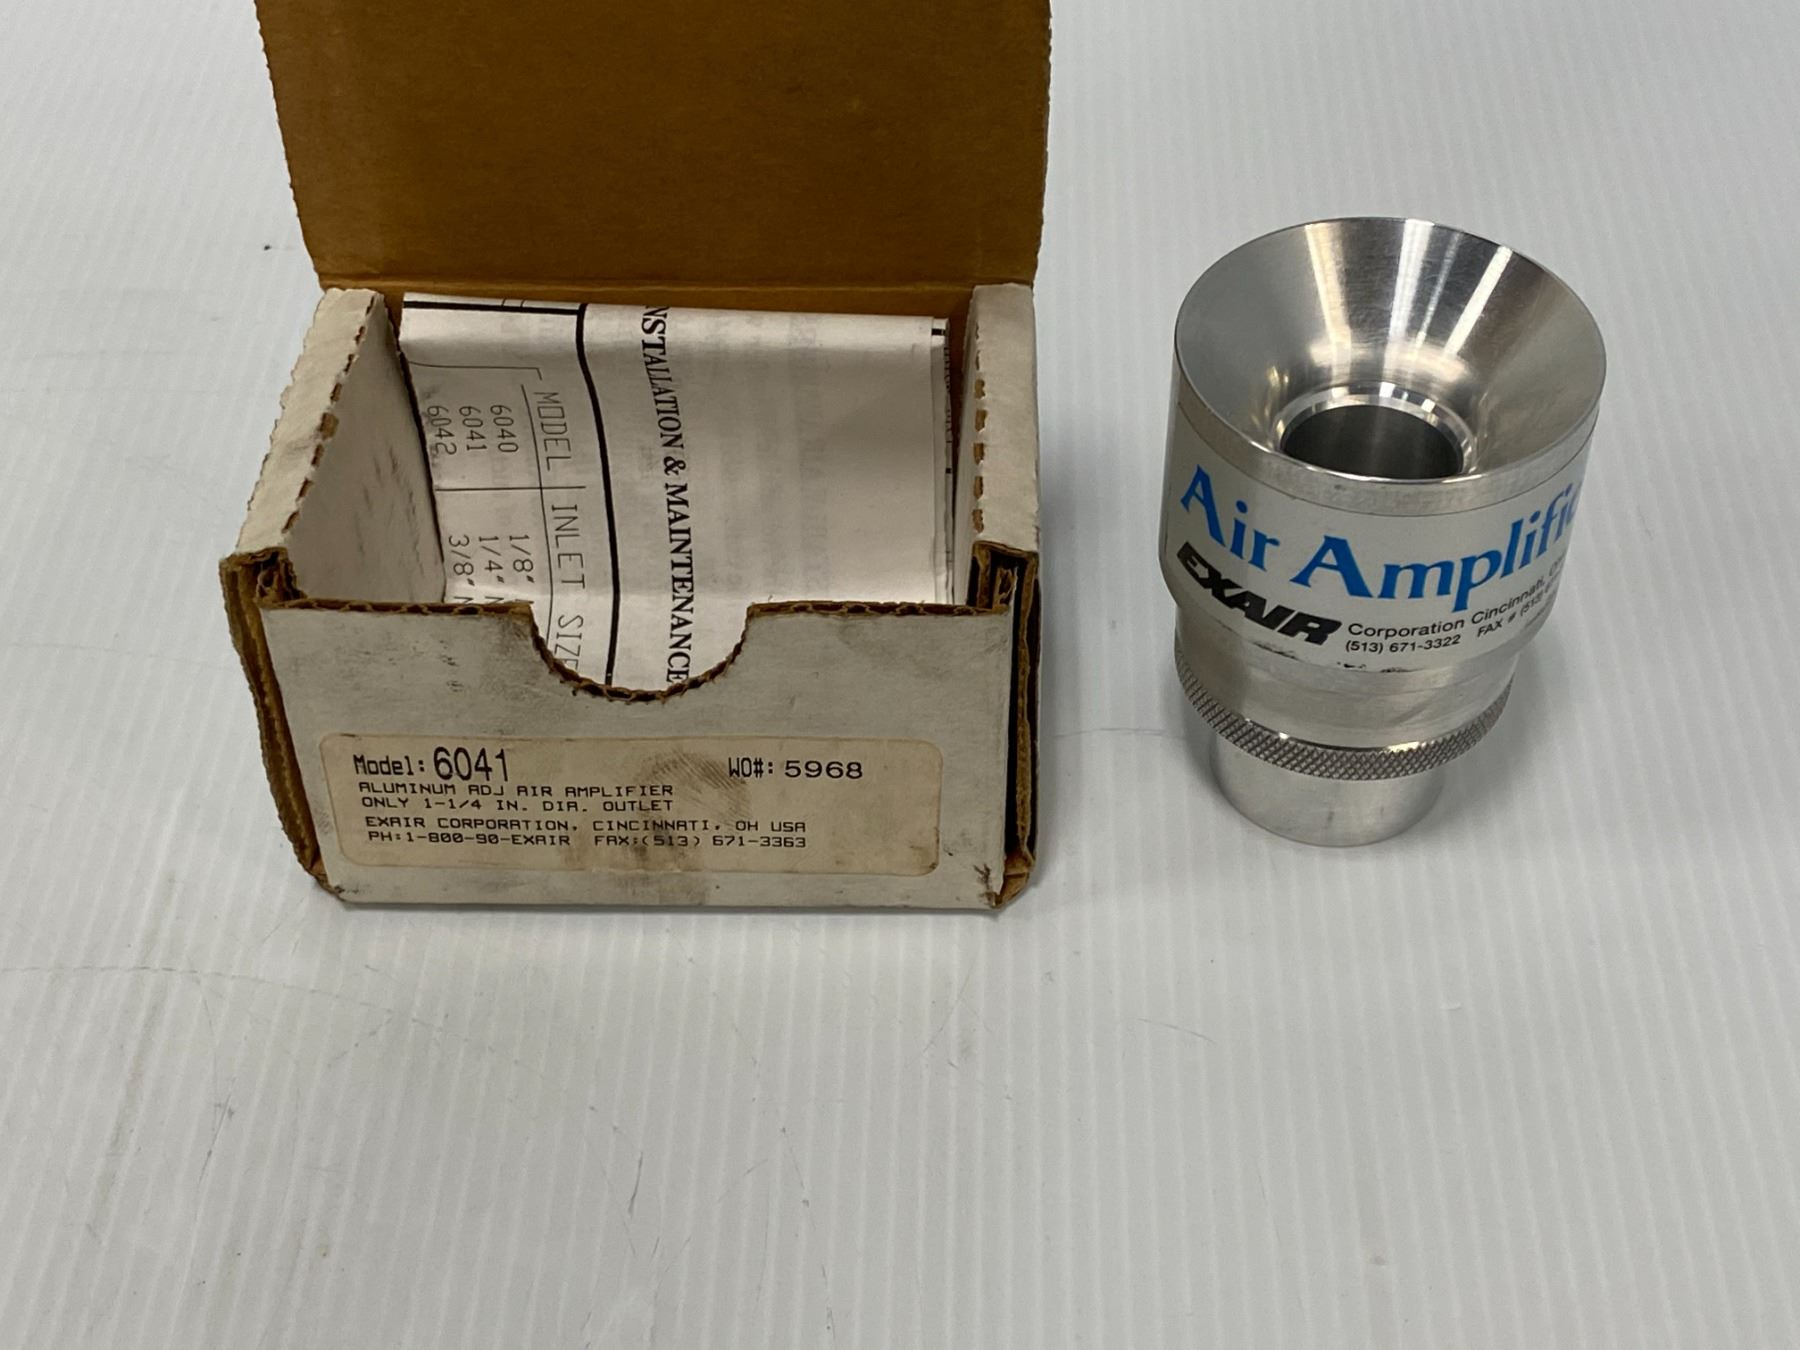 INSTALLATION & MAINTENANCE
MODEL INLET SIZE
6040 1/8"
6041 1/4"
6042 3/8"
Model: 6041 WO#: 5968
ALUMINUM ADJ AIR AMPLIFIER
ONLY 1-1/4 IN. DIA. OUTLET
EXAIR CORPORATION, CINCINNATI, OH USA
PH:1-800-90-EXAIR FAX:(513) 671-3363
Air Amplifie
EXAIR Corporation Cincinnati,
(513) 671-3322 FAX # (513)